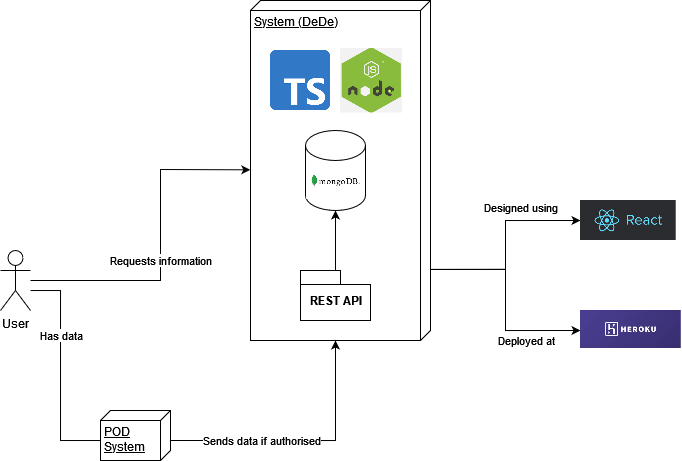 System (DeDe)
TS
JS
node
mongoDB.
Designed using
React
Requests information
REST API
User
Has data
Deployed at
HEROKU
POD
System
Sends data if authorised